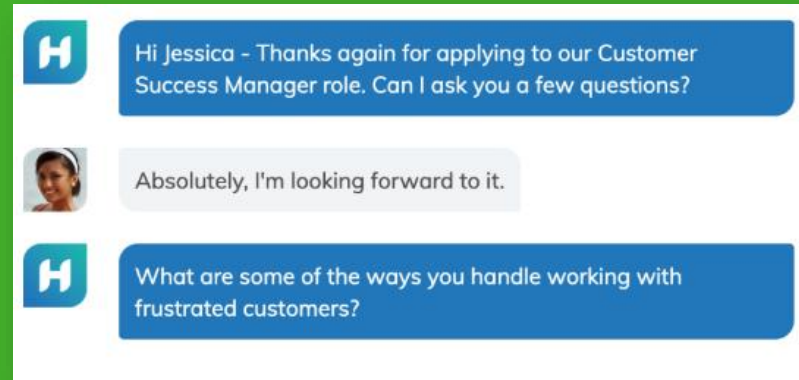 H
Hi Jessica - Thanks again for applying to our Customer
Success Manager role. Can I ask you a few questions?
Absolutely, I'm looking forward to it.
H
What are some of the ways you handle working with
frustrated customers?